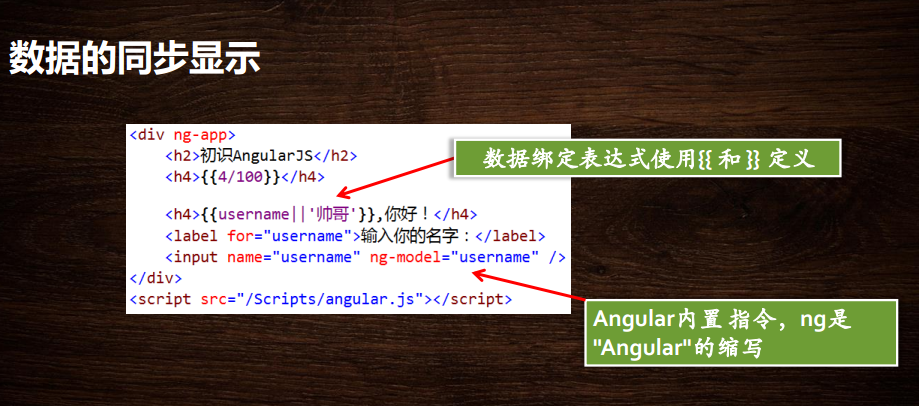 数据的同步显示
<div ng-app>
<h2>初识AngularJS</h2>
<h4>{{4/100}}</h4>
<h4>{{username||'帅哥'}},你好！</h4>
<label for="username">输入你的名字：</label>
<input name="username" ng-model="username" />
</div>
<script src="/Scripts/angular.js"></script>
数据绑定表达式使用{{ 和 }} 定义
Angular内置 指令，ng是
"Angular"的缩写